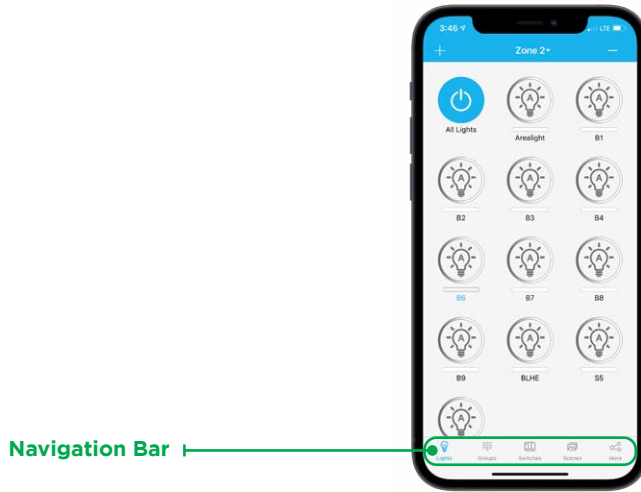 3:46 LTE
+ Zone 2 −
All Lights Arealight B1
A A
B2 B3 B4
A A A
B6 B7 B8
A A A
B9 BLHE S5
A A A
A
Navigation Bar
Lights Groups Switches Scenes More